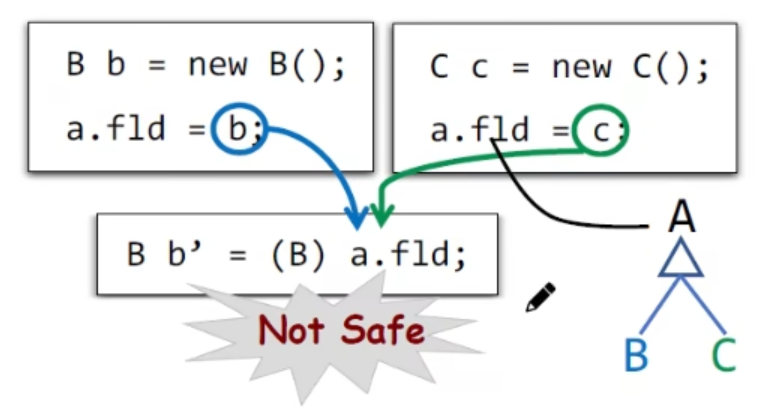 B b = new B();
a.fld = b;
C c = new C();
a.fld = c;
B b’ = (B) a.fld;
Not Safe
A
B
C